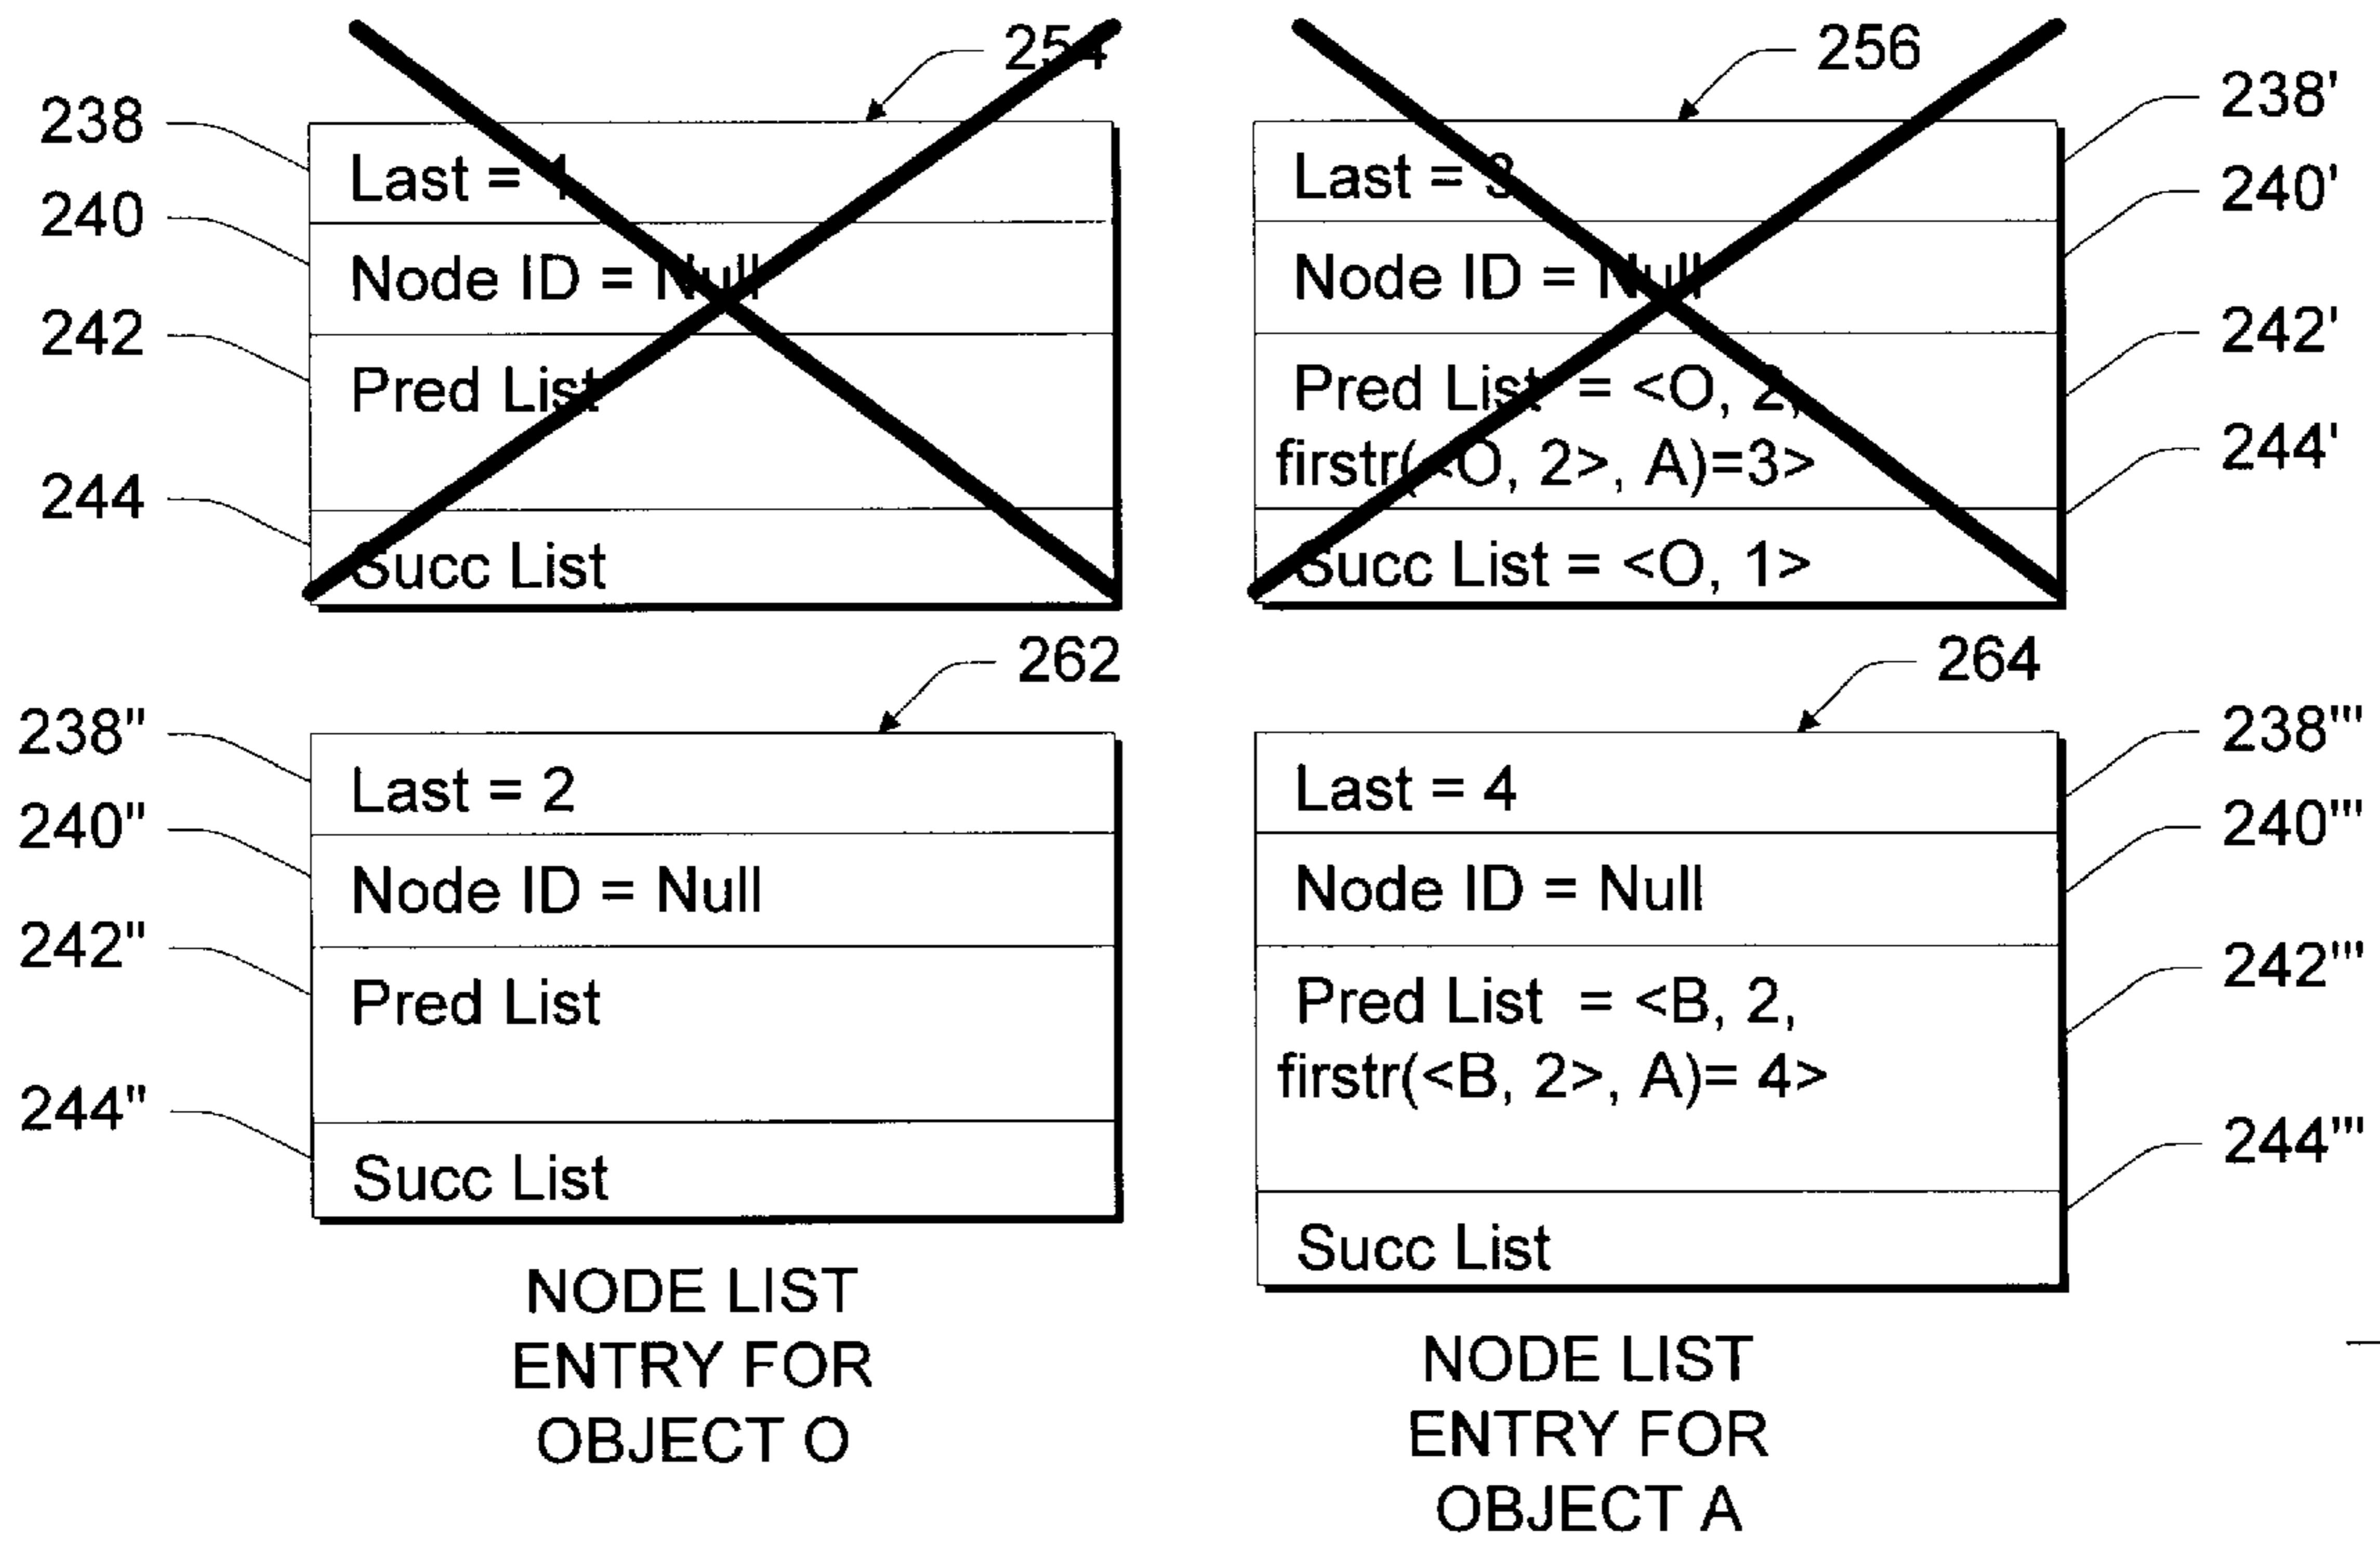 254
238
Last = 1
240
Node ID = Null
242
Pred List
244
Succ List
256
238'
Last = 3
240'
Node ID = Null
242'
Pred List = <O, 2,
firstr(<O, 2>, A)=3>
244'
Succ List = <O, 1>
262
238"
Last = 2
240"
Node ID = Null
242"
Pred List
244"
Succ List
NODE LIST
ENTRY FOR
OBJECT O
264
238'"
Last = 4
240'"
Node ID = Null
242'"
Pred List = <B, 2,
firstr(<B, 2>, A)= 4>
244'"
Succ List
NODE LIST
ENTRY FOR
OBJECT A